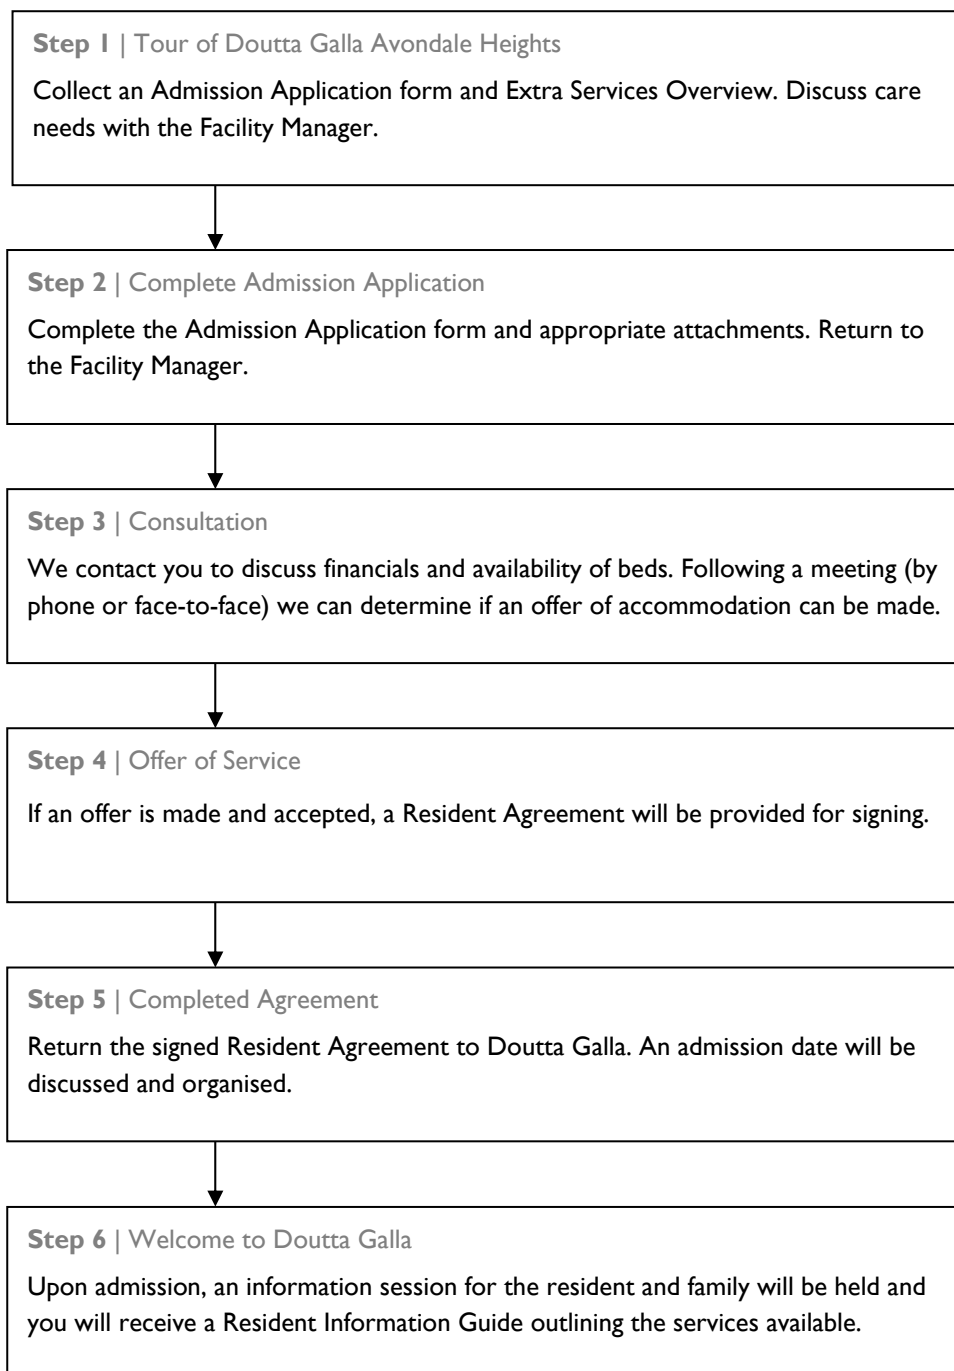 Step 1 | Tour of Doutta Galla Avondale Heights
Collect an Admission Application form and Extra Services Overview. Discuss care
needs with the Facility Manager.
Step 2 | Complete Admission Application
Complete the Admission Application form and appropriate attachments. Return to
the Facility Manager.
Step 3 | Consultation
We contact you to discuss financials and availability of beds. Following a meeting (by
phone or face-to-face) we can determine if an offer of accommodation can be made.
Step 4 | Offer of Service
If an offer is made and accepted, a Resident Agreement will be provided for signing.
Step 5 | Completed Agreement
Return the signed Resident Agreement to Doutta Galla. An admission date will be
discussed and organised.
Step 6 | Welcome to Doutta Galla
Upon admission, an information session for the resident and family will be held and
you will receive a Resident Information Guide outlining the services available.